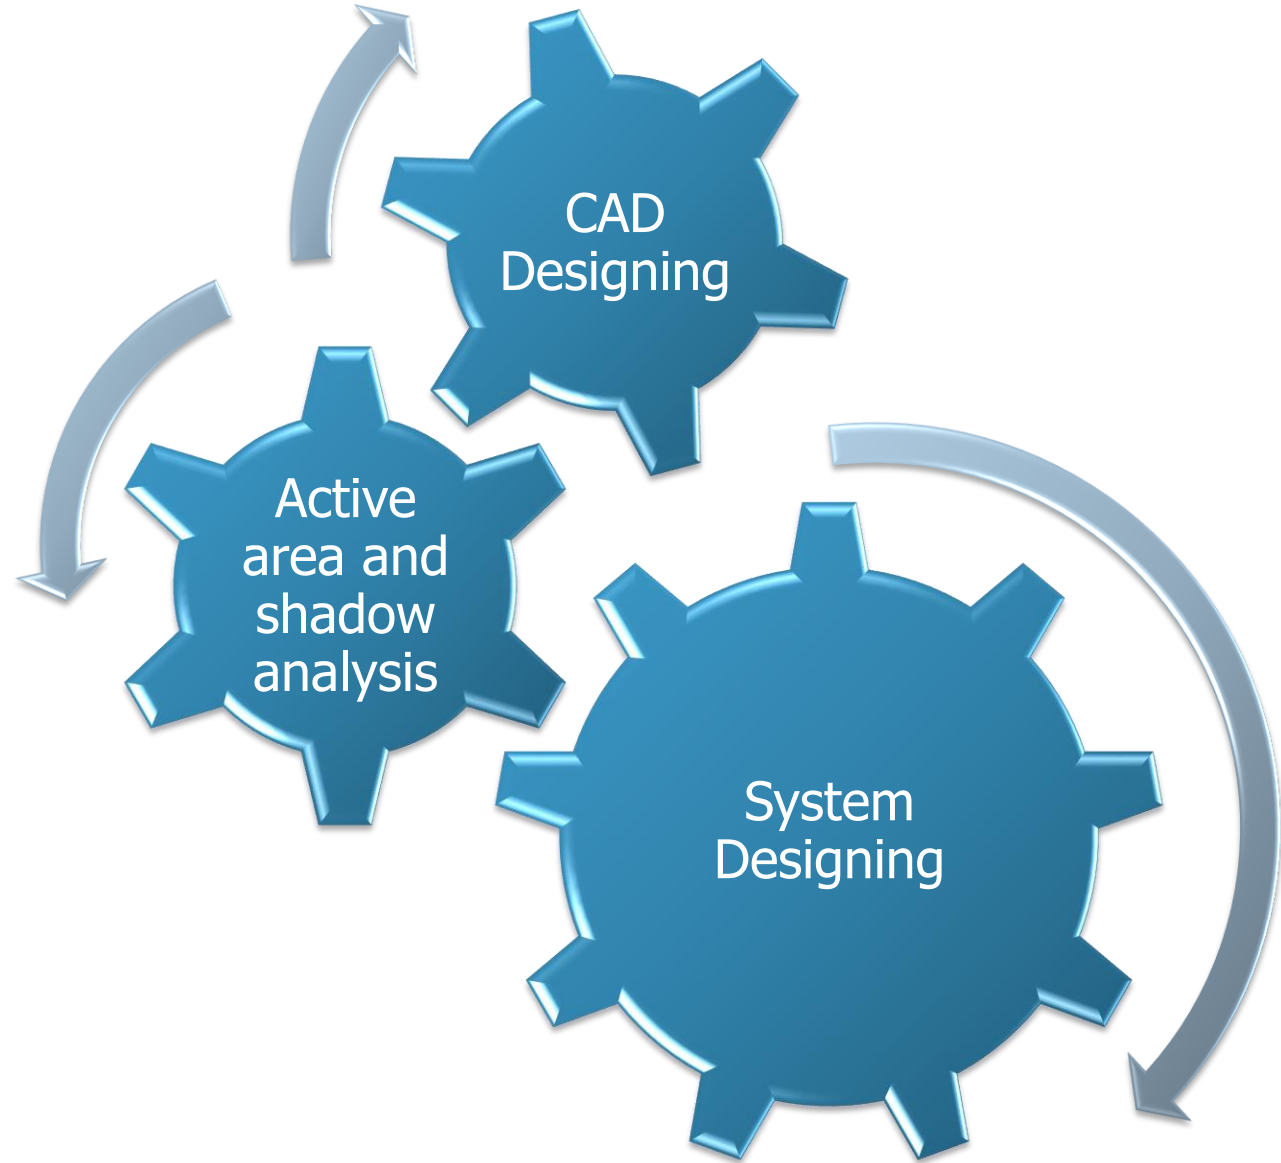 CAD
Designing
Active
area and
shadow
analysis
System
Designing